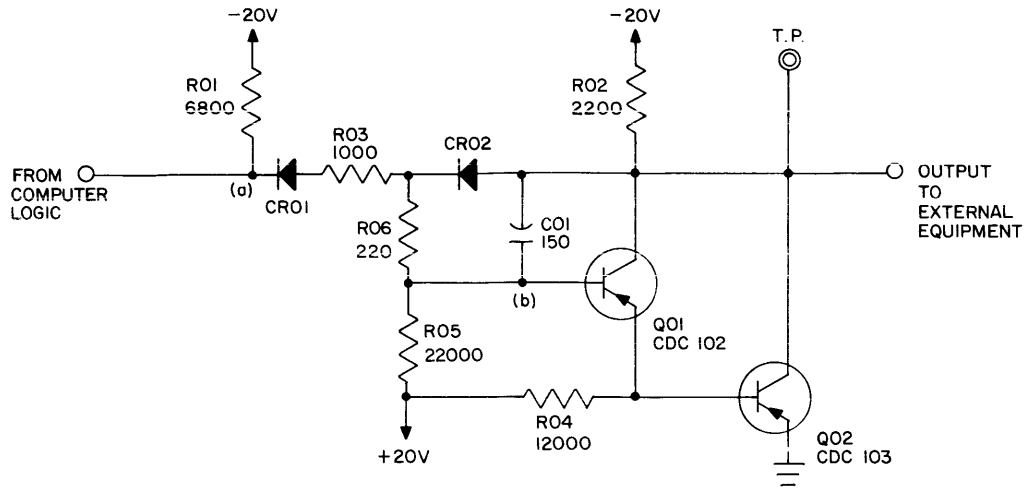 -20V
-20V
T.P.
R01
6800
R02
2200
R03
1000
CR02
FROM
COMPUTER
LOGIC
(a)
CR01
OUTPUT
TO
EXTERNAL
EQUIPMENT
R06
220
C01
150
(b)
Q01
CDC 102
R05
22000
R04
12000
+20V
Q02
CDC 103